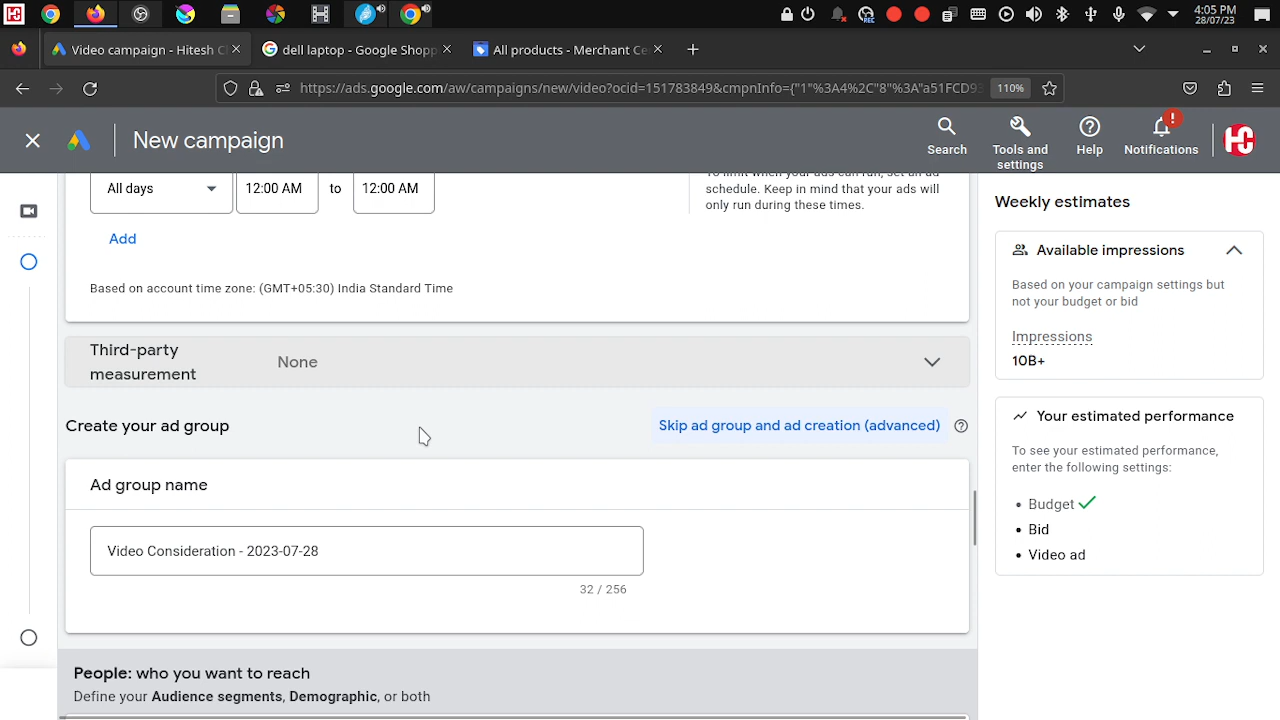 4:05 PM
28/07/23
REC
Video campaign - Hitesh C
dell laptop - Google Shopp
All products - Merchant Ce
https://ads.google.com/aw/campaigns/new/video?ocid=151783849&cmpnInfo={"1"%3A4%2C"8"%3A"a51FCD93
110%
New campaign
Search
Tools and
settings
Help
Notifications
HC
All days
12:00 AM
to
12:00 AM
To limit when your ads can run, set an ad
schedule. Keep in mind that your ads will
only run during these times.
Add
Based on account time zone: (GMT+05:30) India Standard Time
Third-party
measurement
None
Create your ad group
Skip ad group and ad creation (advanced)
Ad group name
Video Consideration - 2023-07-28
32 / 256
People: who you want to reach
Define your Audience segments, Demographic, or both
Weekly estimates
Available impressions
Based on your campaign settings but
not your budget or bid
Impressions
10B+
Your estimated performance
To see your estimated performance,
enter the following settings:
• Budget
• Bid
• Video ad